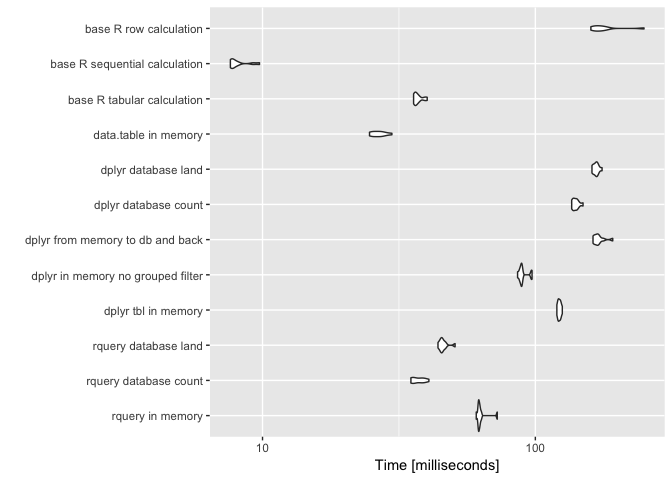 base R row calculation
base R sequential calculation
base R tabular calculation
data.table in memory
dplyr database land
dplyr database count
dplyr from memory to db and back
dplyr in memory no grouped filter
dplyr tbl in memory
rquery database land
rquery database count
rquery in memory
10
100
Time [milliseconds]